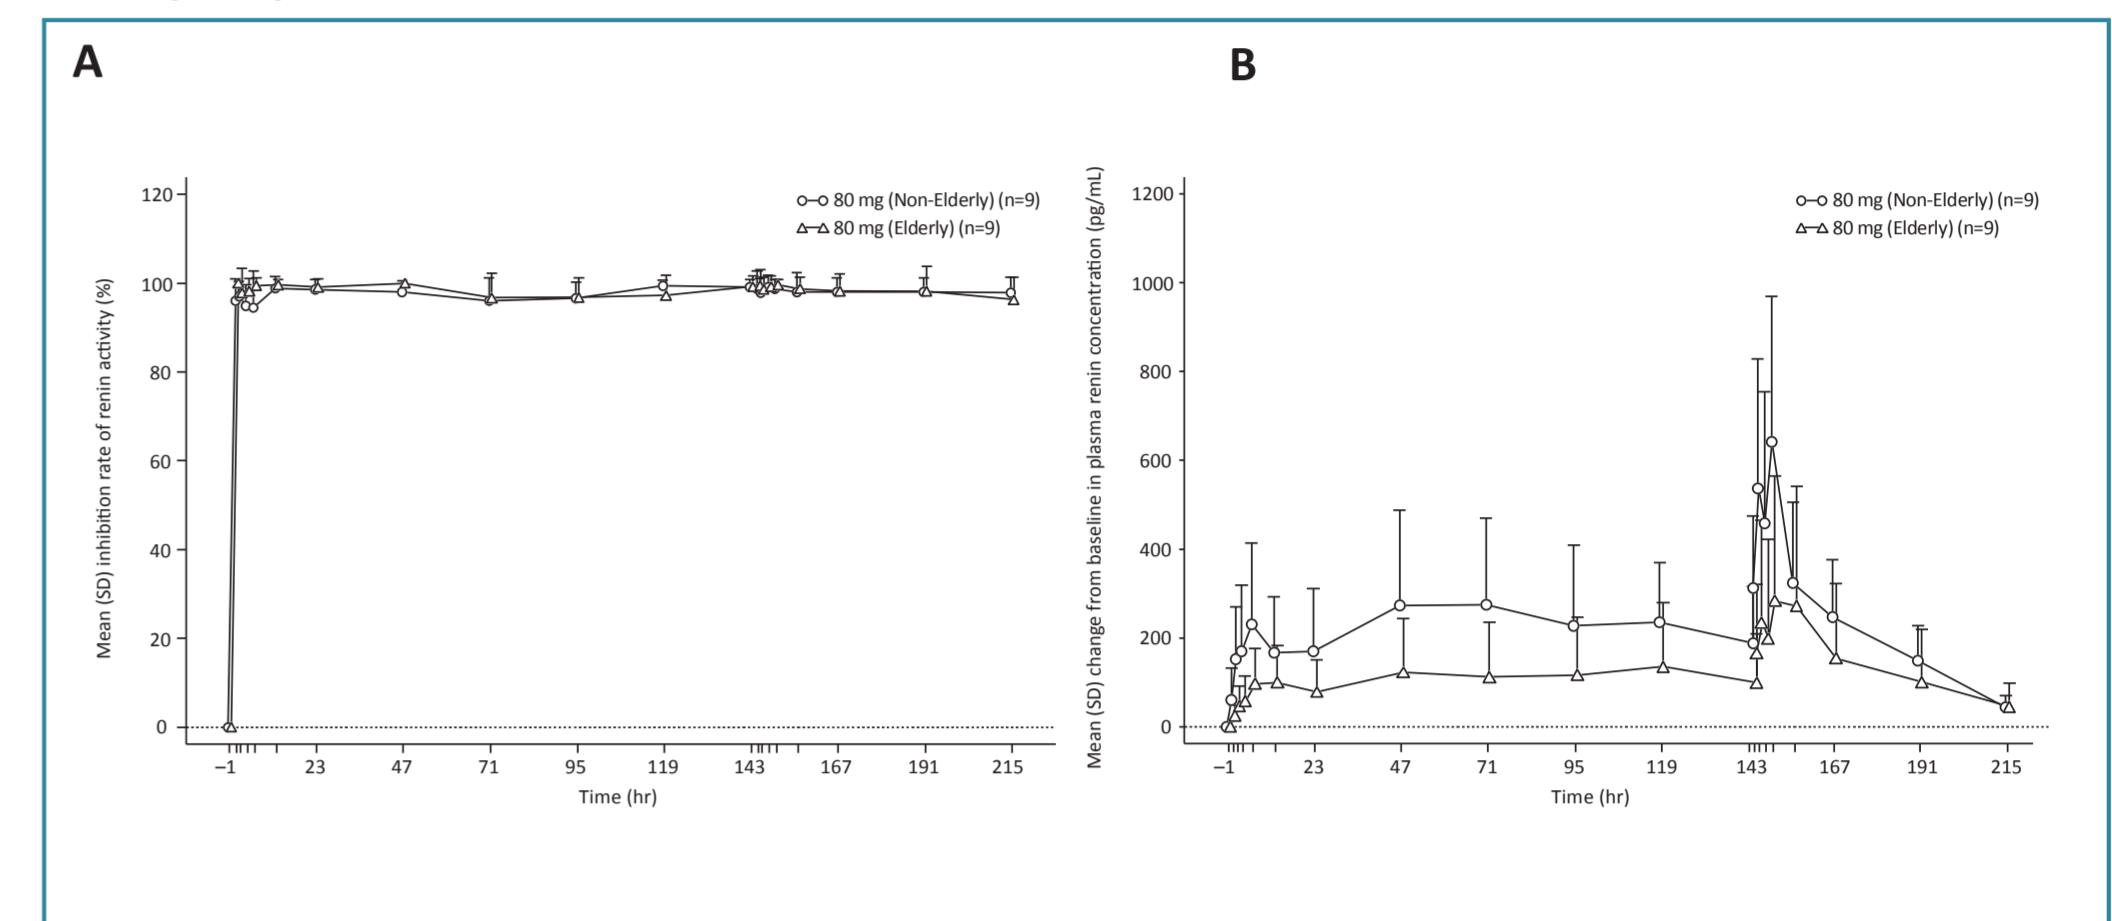 A
Mean (SD) inhibition rate of renin activity (%)
120
100
80
60
40
20
0
80 mg (Non-Elderly) (n=9)
80 mg (Elderly) (n=9)
–1 23 47 71 95 119 143 167 191 215
Time (hr)
B
Mean (SD) change from baseline in plasma renin concentration (pg/mL)
1200
1000
800
600
400
200
0
80 mg (Non-Elderly) (n=9)
80 mg (Elderly) (n=9)
–1 23 47 71 95 119 143 167 191 215
Time (hr)